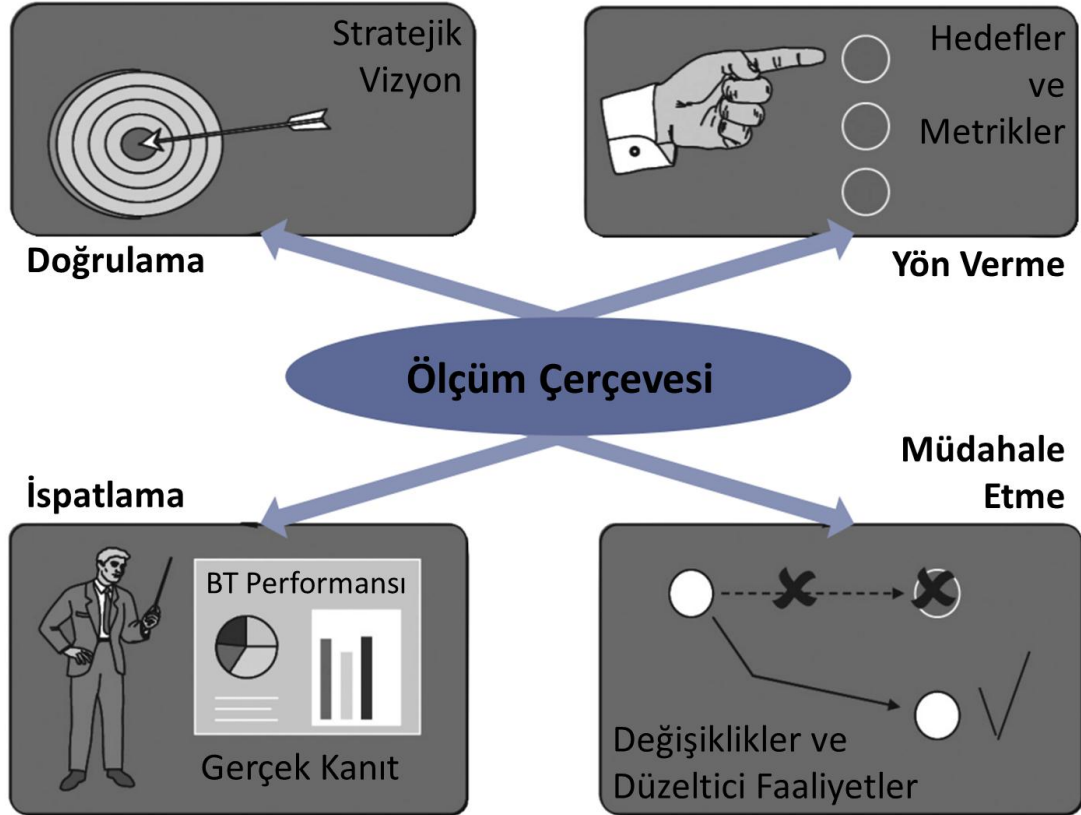 Stratejik
Vizyon
Hedefler
ve
Metrikler
Doğrulama
Yön Verme
Ölçüm Çerçevesi
İspatlama
Müdahale
Etme
BT Performansı
Gerçek Kanıt
Değişiklikler ve
Düzeltici Faaliyetler